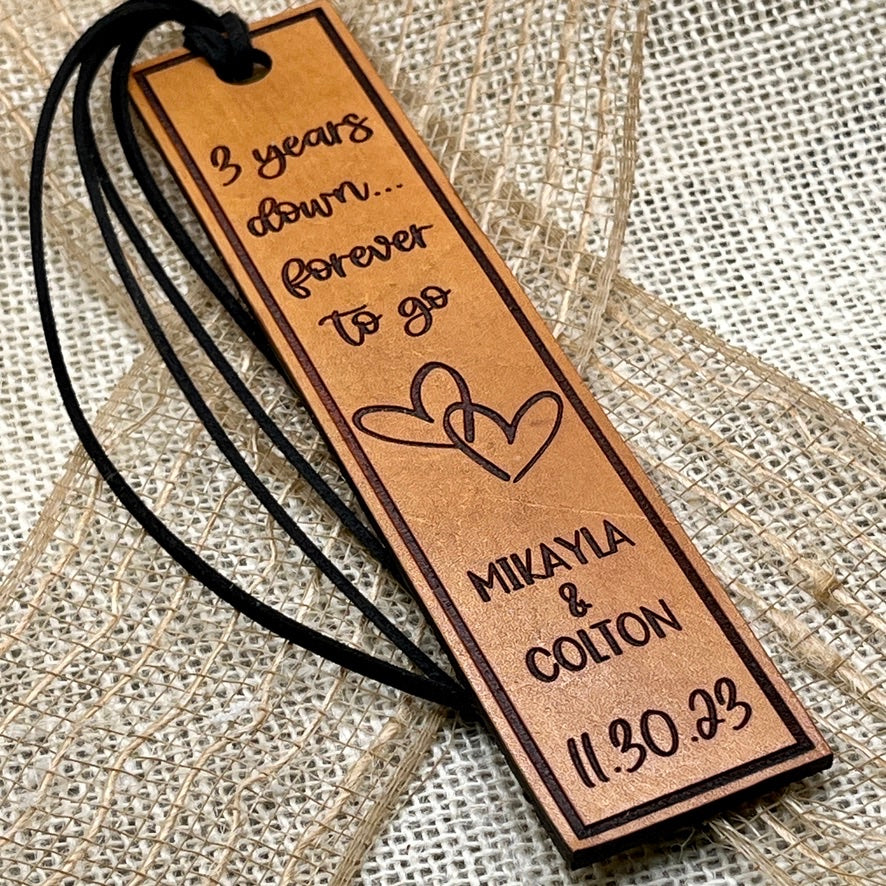 3 years
down...
forever
to go
MIKAYLA
&
COLTON
11.30.23